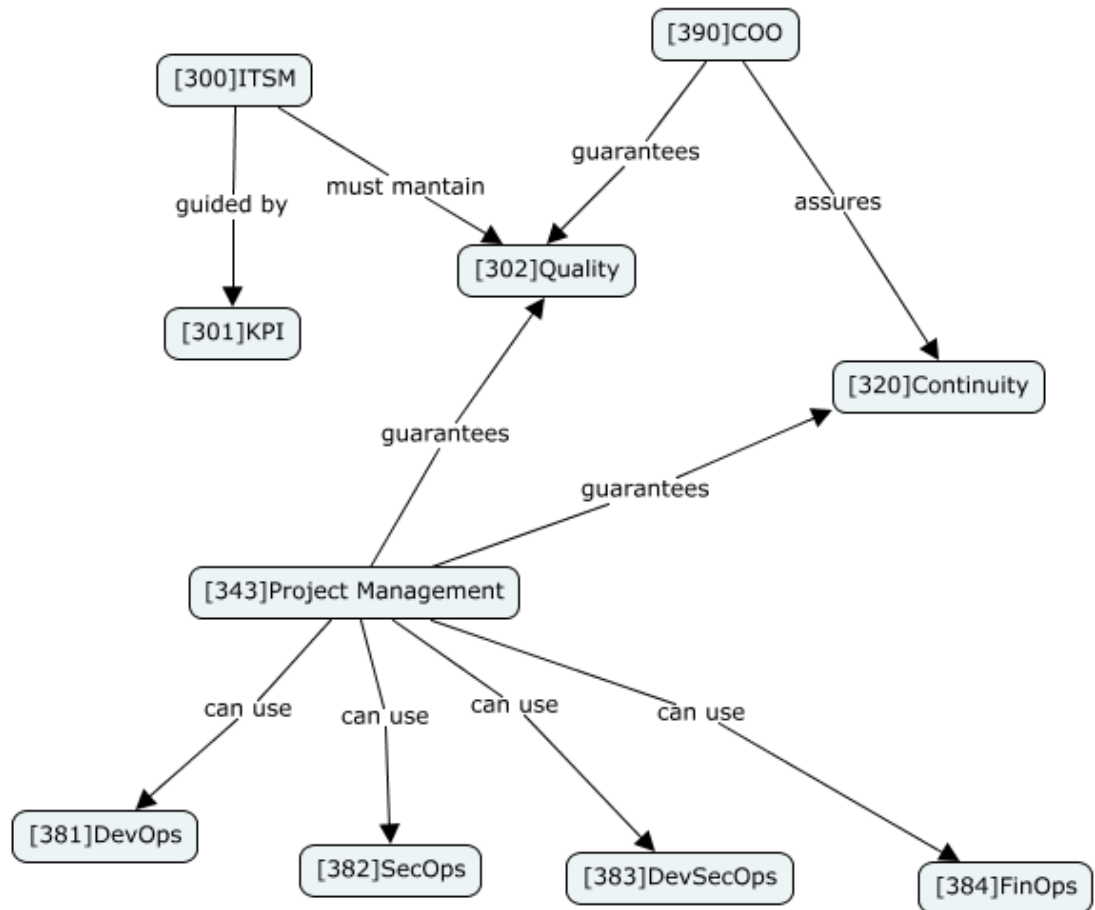 [390]COO
[300]ITSM
guarantees
must mantain
assures
guided by
[302]Quality
[301]KPI
[320]Continuity
guarantees
guarantees
[343]Project Management
can use
can use
can use
can use
[381]DevOps
[382]SecOps
[383]DevSecOps
[384]FinOps